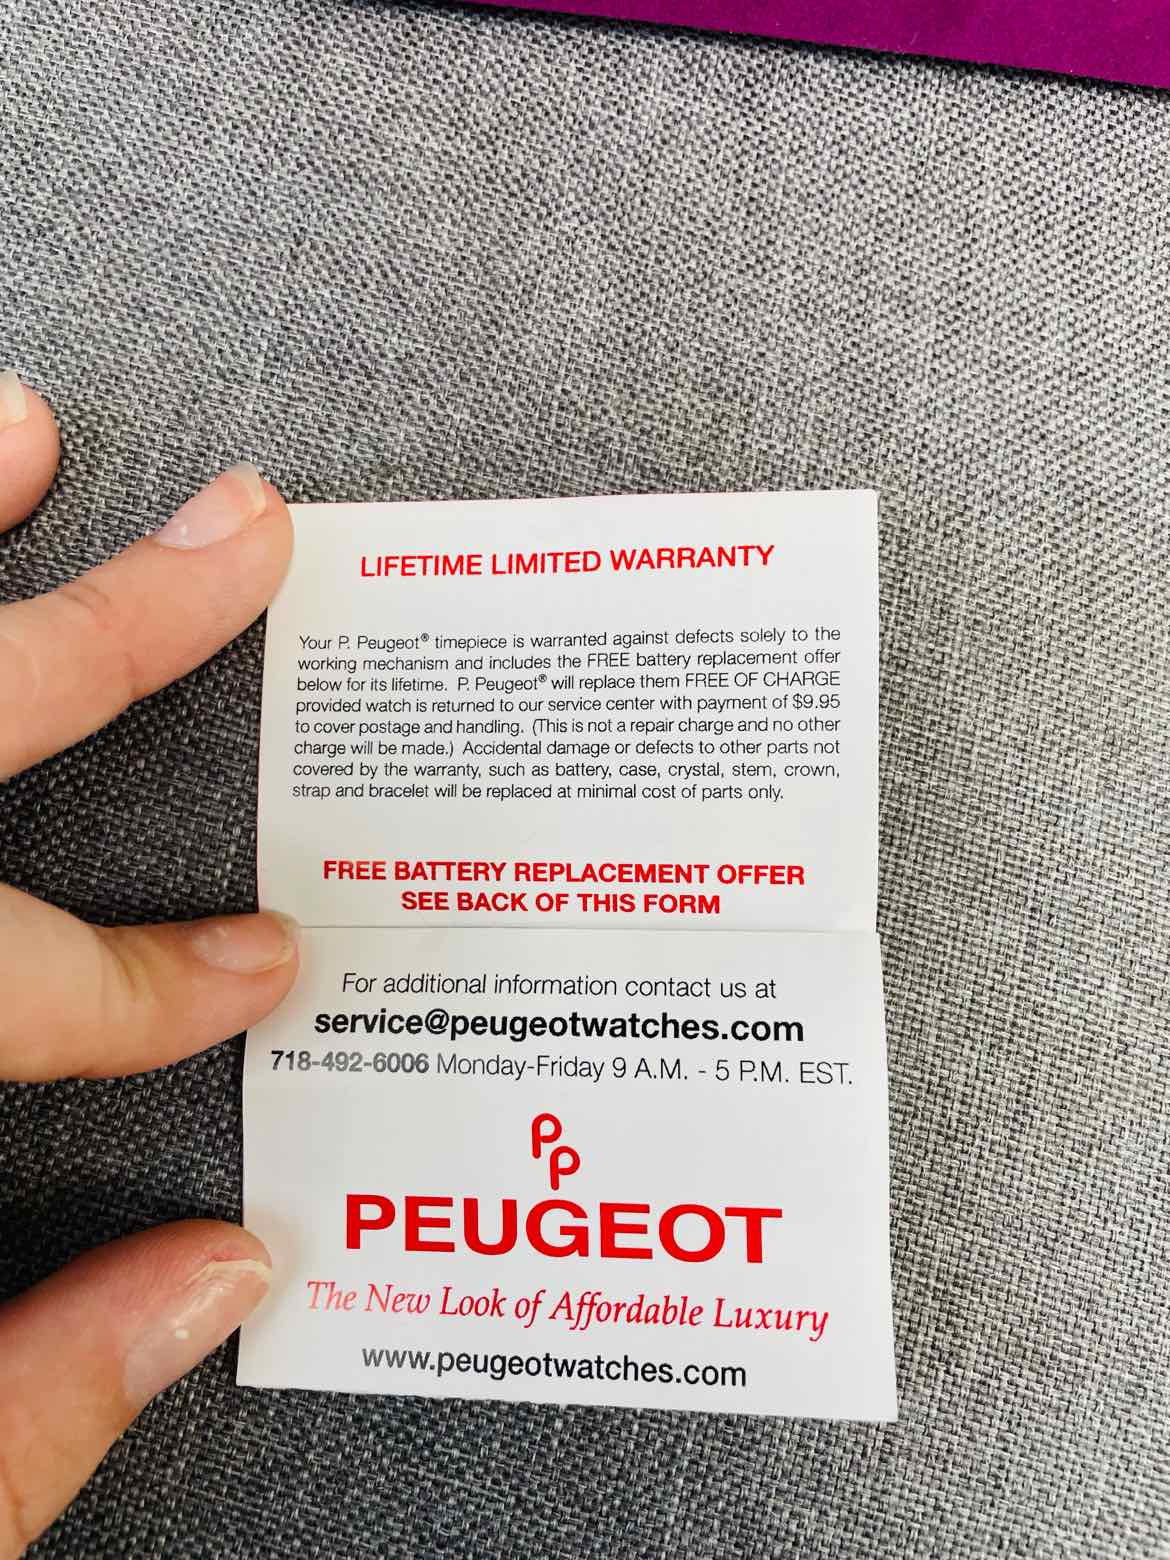 LIFETIME LIMITED WARRANTY
Your P. Peugeot® timepiece is warranted against defects solely to the
working mechanism and includes the FREE battery replacement offer
below for its lifetime. P. Peugeot® will replace them FREE OF CHARGE
provided watch is returned to our service center with payment of $9.95
to cover postage and handling. (This is not a repair charge and no other
charge will be made.) Accidental damage or defects to other parts not
covered by the warranty, such as battery, case, crystal, stem, crown,
strap and bracelet will be replaced at minimal cost of parts only.
FREE BATTERY REPLACEMENT OFFER
SEE BACK OF THIS FORM
For additional information contact us at
service@peugeotwatches.com
718-492-6006 Monday-Friday 9 A.M. - 5 P.M. EST.
PP
PEUGEOT
The New Look of Affordable Luxury
www.peugeotwatches.com